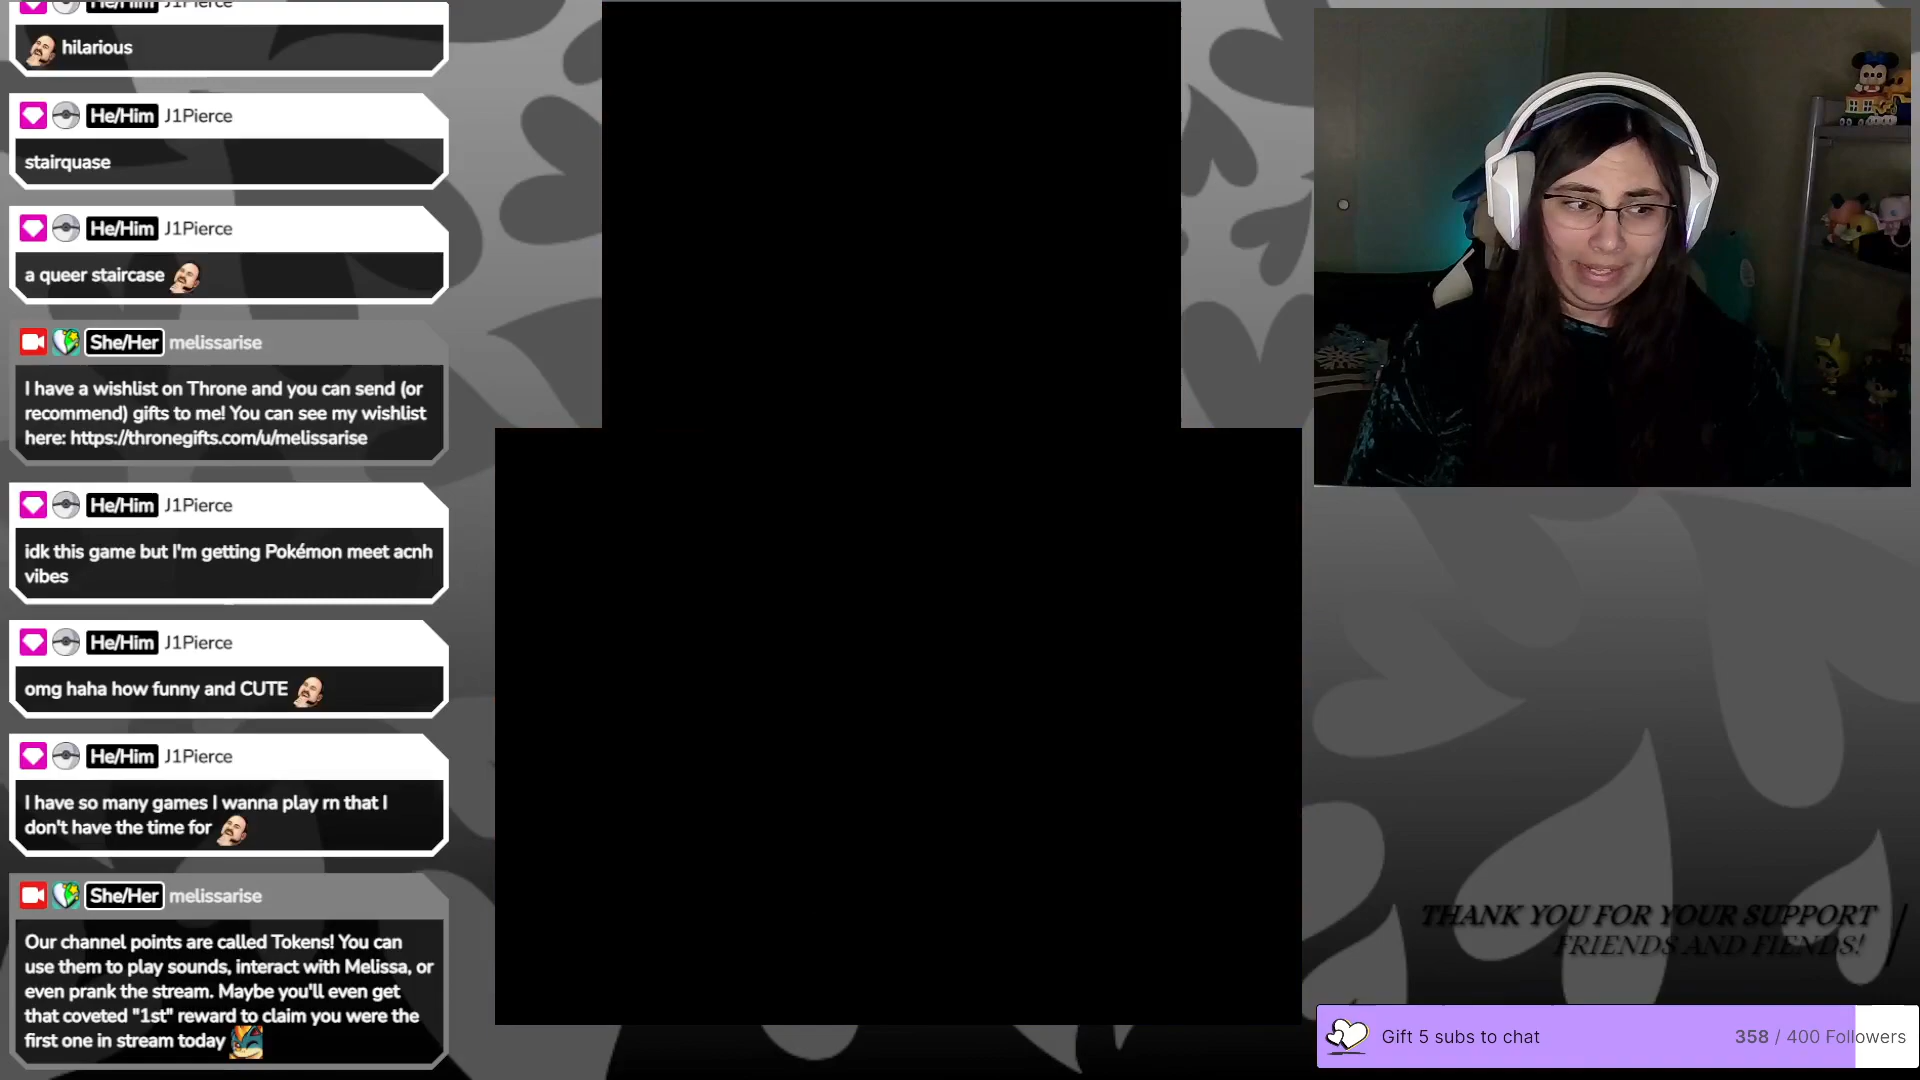 He/Him J1Pierce
hilarious
He/Him J1Pierce
stairquase
He/Him J1Pierce
a queer staircase
She/Her melissarise
I have a wishlist on Throne and you can send (or
recommend) gifts to me! You can see my wishlist
here: https://thronegifts.com/u/melissarise
He/Him J1Pierce
idk this game but I'm getting Pokémon meet acnh
vibes
He/Him J1Pierce
omg haha how funny and CUTE
He/Him J1Pierce
I have so many games I wanna play rn that I
don't have the time for
She/Her melissarise
Our channel points are called Tokens! You can
use them to play sounds, interact with Melissa, or
even prank the stream. Maybe you'll even get
that coveted "1st" reward to claim you were the
first one in stream today
THANK YOU FOR YOUR SUPPORT
FRIENDS AND FIENDS!
Gift 5 subs to chat 358 / 400 Followers